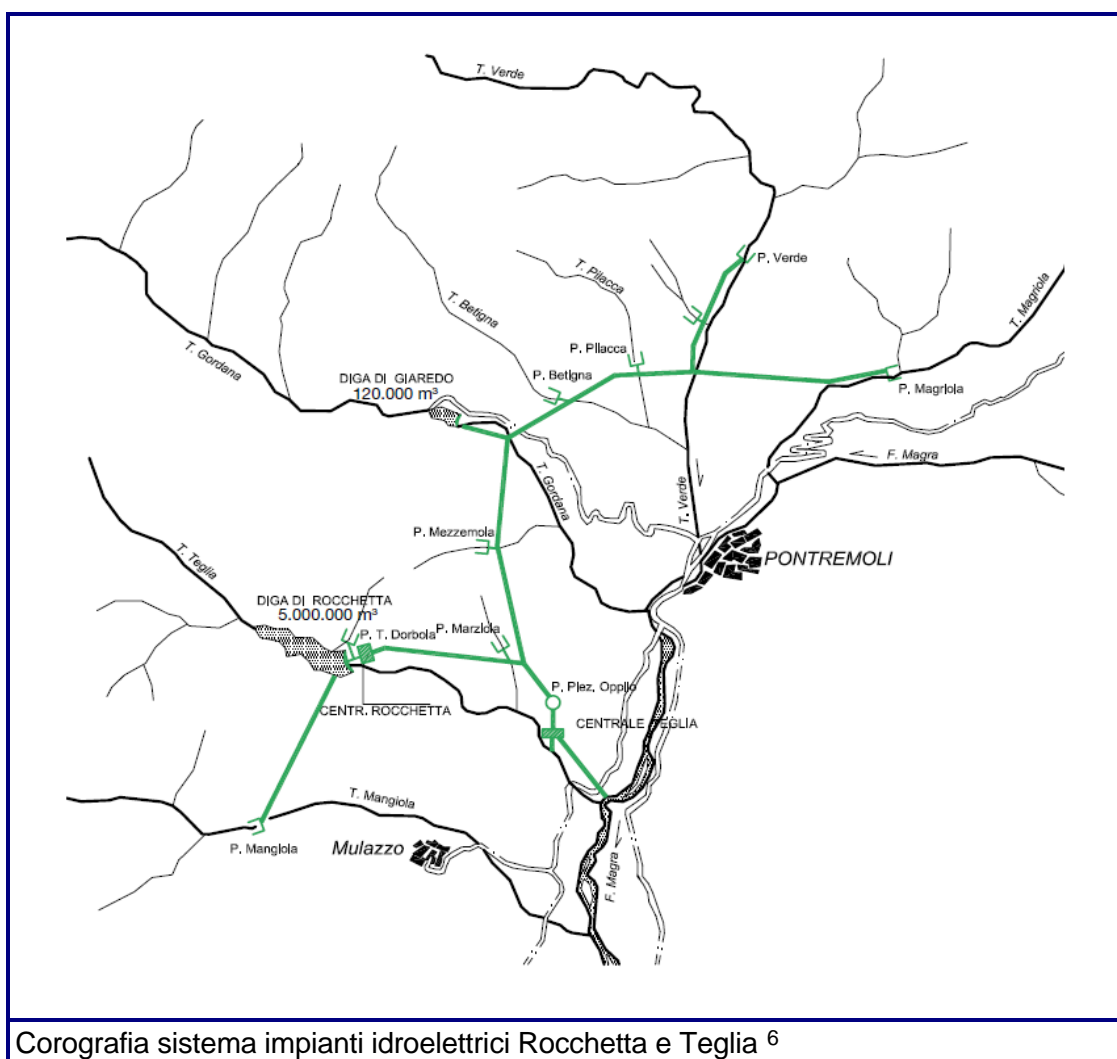 T. Verde
P. Verde
T. Pilacca
T. Magriola
T. Betigna
P. Pilacca
T. Gordana
DIGA DI GIAREDO
120.000 m³
P. Betigna
P. Magriola
F. Magra
T. Gordana
T. Verde
P. Mezzemola
PONTREMOLI
T. Teglia
DIGA DI ROCCHETTA
5.000.000 m³
P. T. Dorbola
P. Marziola
P. Piez. Oppilo
CENTR. ROCCHETTA
CENTRALE TEGLIA
T. Mangiola
P. Mangiola
Mulazzo
F. Magra
Corografia sistema impianti idroelettrici Rocchetta e Teglia 6